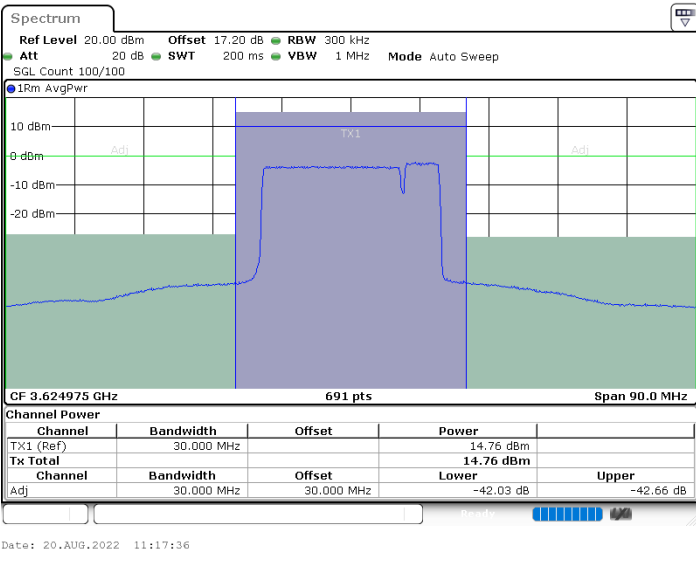 Spectrum
Ref Level 20.00 dBm Offset 17.20 dB RBW 300 kHz
Att 20 dB SWT 200 ms VBW 1 MHz Mode Auto Sweep
SGL Count 100/100
1Rm AvgPwr
10 dBm
TX1
Adj
Adj
0 dBm
-10 dBm
-20 dBm
CF 3.624975 GHz 691 pts Span 90.0 MHz
Channel Power
Channel Bandwidth Offset Power
TX1 (Ref) 30.000 MHz 14.76 dBm
Tx Total 14.76 dBm
Channel Bandwidth Offset Lower Upper
Adj 30.000 MHz 30.000 MHz -42.03 dB -42.66 dB
Ready
Date: 20.AUG.2022 11:17:36